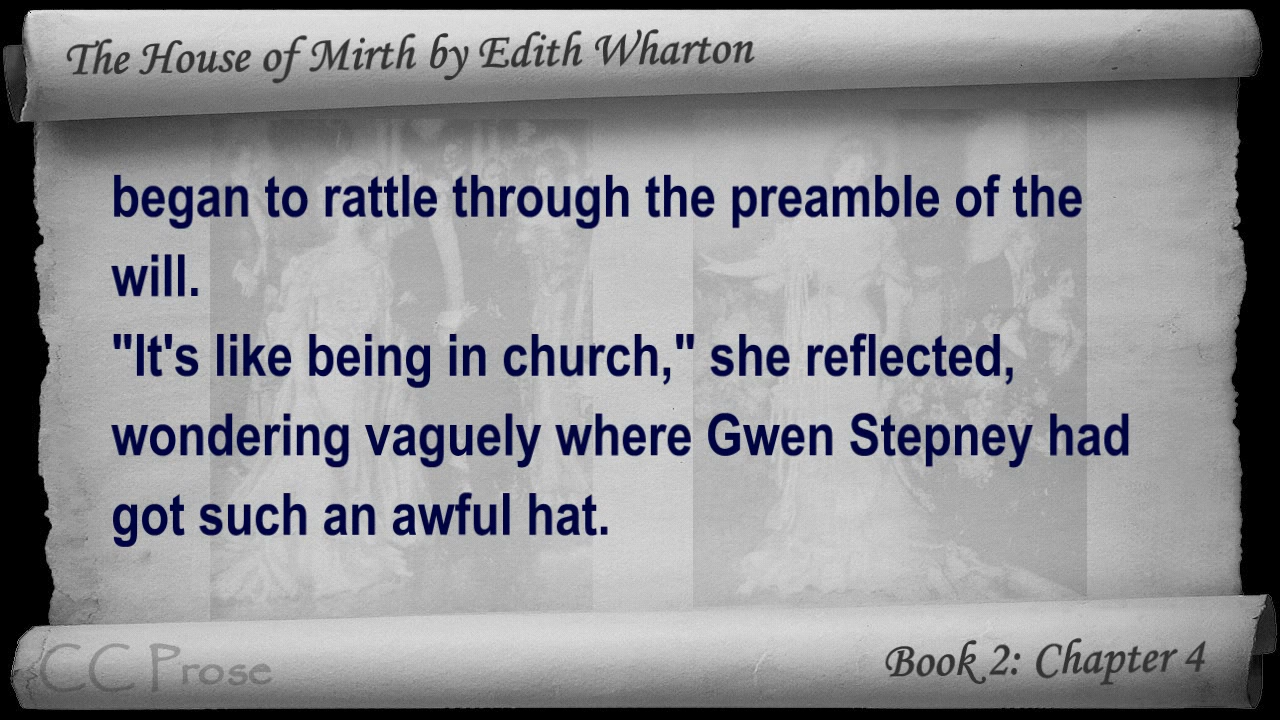 The House of Mirth by Edith Wharton
began to rattle through the preamble of the
will.
"It's like being in church," she reflected,
wondering vaguely where Gwen Stepney had
got such an awful hat.
CC Prose
Book 2: Chapter 4